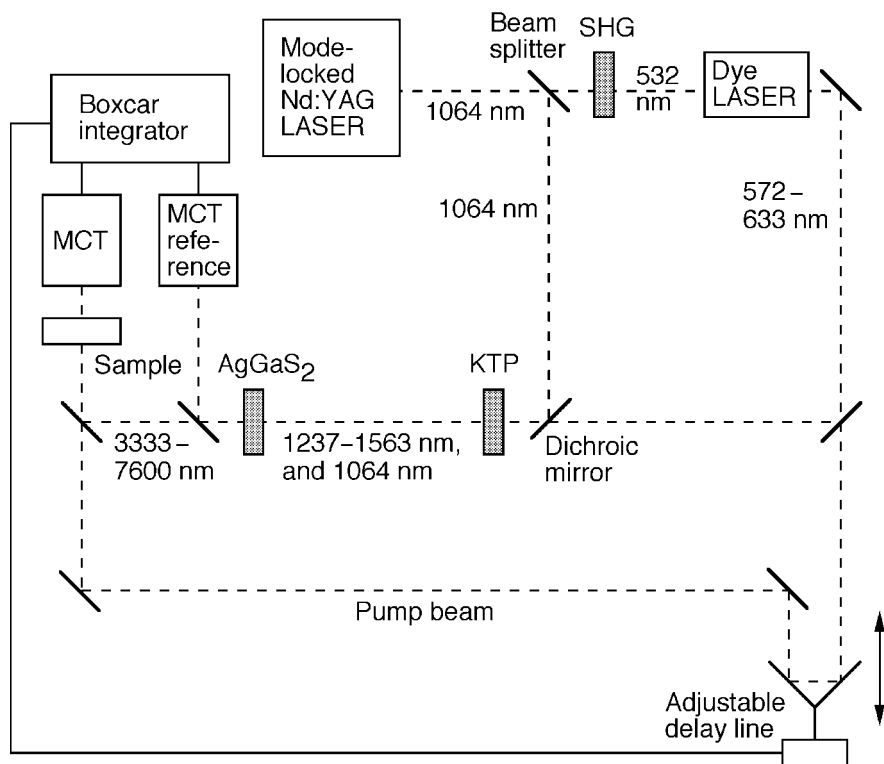 Mode-
locked
Nd:YAG
LASER
Beam
splitter
SHG
532
nm
Dye
LASER
Boxcar
integrator
1064 nm
1064 nm
572–
633 nm
MCT
MCT
refe-
rence
Sample
AgGaS2
KTP
3333–
7600 nm
1237–1563 nm,
and 1064 nm
Dichroic
mirror
Pump beam
Adjustable
delay line